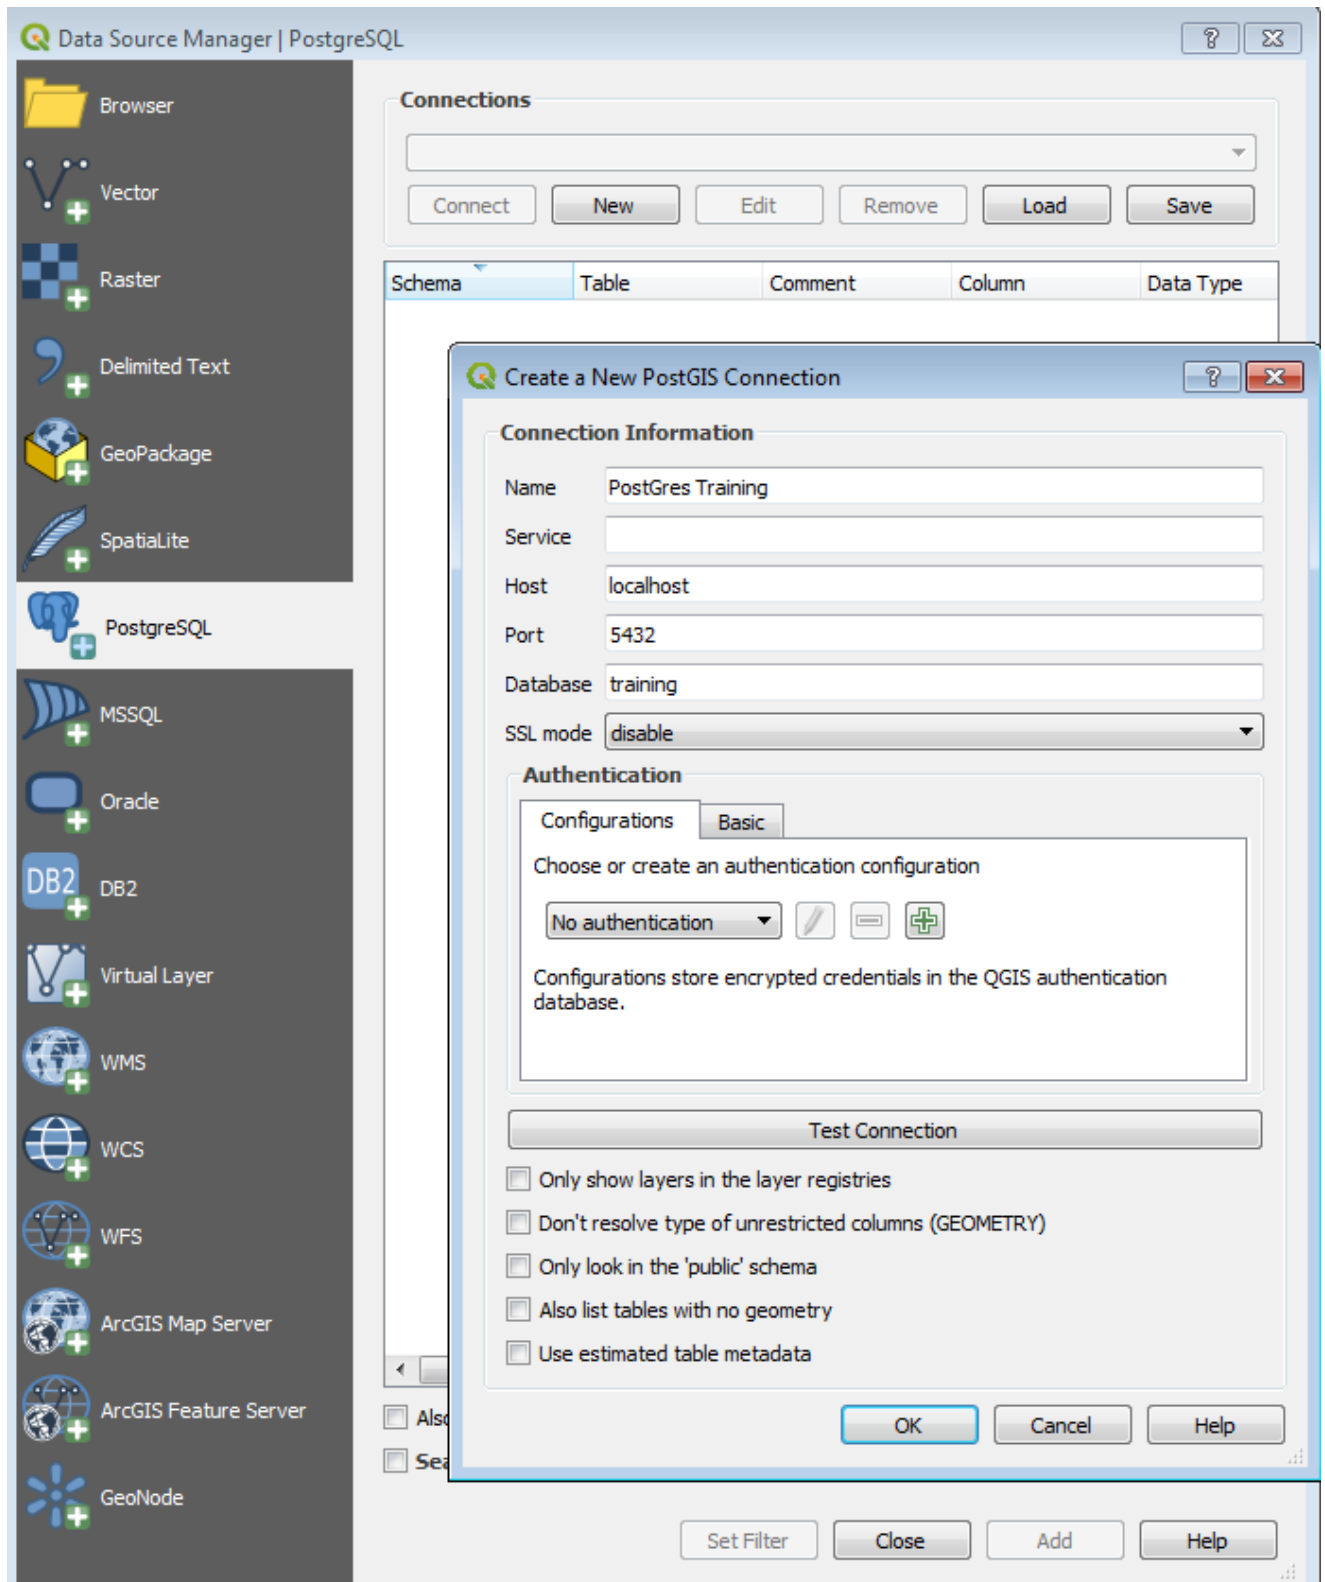 Data Source Manager | PostgreSQL
Browser
Vector
Raster
Delimited Text
GeoPackage
SpatiaLite
PostgreSQL
MSSQL
Oracle
DB2
DB2
Virtual Layer
WMS
WCS
WFS
ArcGIS Map Server
ArcGIS Feature Server
GeoNode
Connections
Connect New Edit Remove Load Save
Schema Table Comment Column Data Type
Create a New PostGIS Connection
Connection Information
Name PostGres Training
Service
Host localhost
Port 5432
Database training
SSL mode disable
Authentication
Configurations Basic
Choose or create an authentication configuration
No authentication
Configurations store encrypted credentials in the QGIS authentication
database.
Test Connection
Only show layers in the layer registries
Don't resolve type of unrestricted columns (GEOMETRY)
Only look in the 'public' schema
Also list tables with no geometry
Use estimated table metadata
OK Cancel Help
Set Filter Close Add Help